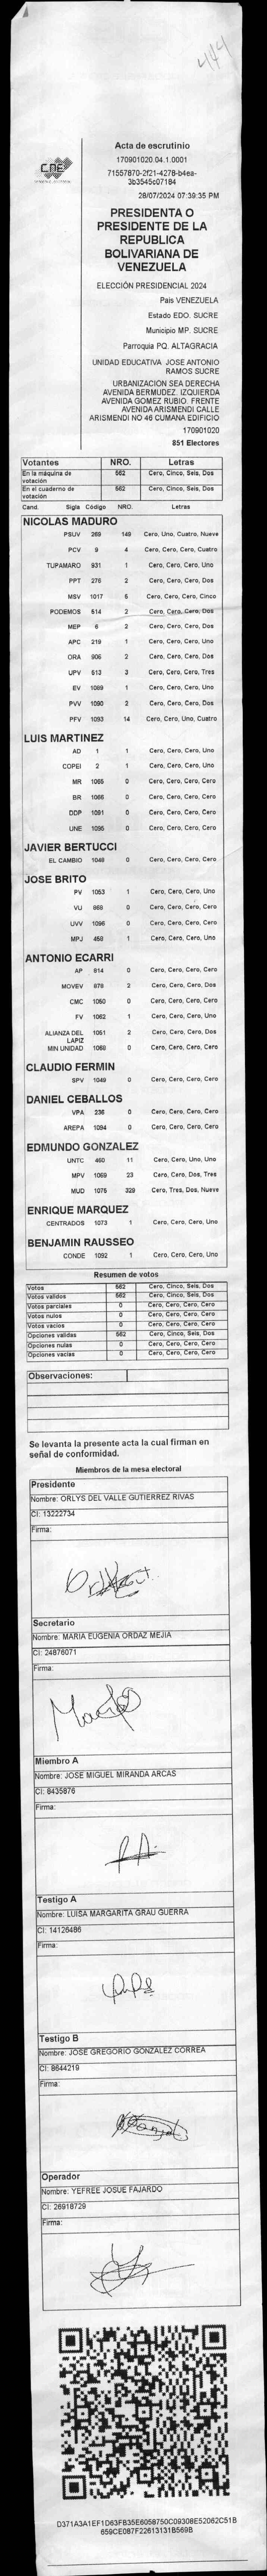 444
CNE
Acta de escrutinio
170901020.04.1.0001
71557870-2f21-4278-b4ea-
3b3545c07184
28/07/2024 07:39:35 PM
PRESIDENTA O
PRESIDENTE DE LA
REPUBLICA
BOLIVARIANA DE
VENEZUELA
ELECCIÓN PRESIDENCIAL 2024
Pais VENEZUELA
Estado EDO. SUCRE
Municipio MP. SUCRE
Parroquia PQ. ALTAGRACIA
UNIDAD EDUCATIVA JOSE ANTONIO
RAMOS SUCRE
URBANIZACION SEA DERECHA
AVENIDA BERMUDEZ. IZQUIERDA
AVENIDA GOMEZ RUBIO. FRENTE
AVENIDA ARISMENDI CALLE
ARISMENDI NO 46 CUMANA EDIFICIO
170901020
851 Electores
Votantes NRO. Letras
En la máquina de votación 562 Cero, Cinco, Seis, Dos
En el cuaderno de votación 562 Cero, Cinco, Seis, Dos
Cand. Sigla Código NRO. Letras
NICOLAS MADURO
PSUV 269 149 Cero, Uno, Cuatro, Nueve
PCV 9 4 Cero, Cero, Cero, Cuatro
TUPAMARO 931 1 Cero, Cero, Cero, Uno
PPT 276 2 Cero, Cero, Cero, Dos
MSV 1017 5 Cero, Cero, Cero, Cinco
PODEMOS 514 2 Cero, Cero, Cero, Dos
MEP 6 2 Cero, Cero, Cero, Dos
APC 219 1 Cero, Cero, Cero, Uno
ORA 906 2 Cero, Cero, Cero, Dos
UPV 513 3 Cero, Cero, Cero, Tres
EV 1089 1 Cero, Cero, Cero, Uno
PVV 1090 2 Cero, Cero, Cero, Dos
PFV 1093 14 Cero, Cero, Uno, Cuatro
LUIS MARTINEZ
AD 1 1 Cero, Cero, Cero, Uno
COPEI 2 1 Cero, Cero, Cero, Uno
MR 1065 0 Cero, Cero, Cero, Cero
BR 1066 0 Cero, Cero, Cero, Cero
DDP 1091 0 Cero, Cero, Cero, Cero
UNE 1095 0 Cero, Cero, Cero, Cero
JAVIER BERTUCCI
EL CAMBIO 1048 0 Cero, Cero, Cero, Cero
JOSE BRITO
PV 1053 1 Cero, Cero, Cero, Uno
VU 868 0 Cero, Cero, Cero, Cero
UVV 1096 0 Cero, Cero, Cero, Cero
MPJ 458 1 Cero, Cero, Cero, Uno
ANTONIO ECARRI
AP 814 0 Cero, Cero, Cero, Cero
MOVEV 878 2 Cero, Cero, Cero, Dos
CMC 1050 0 Cero, Cero, Cero, Cero
FV 1062 1 Cero, Cero, Cero, Uno
ALIANZA DEL LAPIZ 1051 2 Cero, Cero, Cero, Dos
MIN UNIDAD 1068 0 Cero, Cero, Cero, Cero
CLAUDIO FERMIN
SPV 1049 0 Cero, Cero, Cero, Cero
DANIEL CEBALLOS
VPA 236 0 Cero, Cero, Cero, Cero
AREPA 1094 0 Cero, Cero, Cero, Cero
EDMUNDO GONZALEZ
UNTC 460 11 Cero, Cero, Uno, Uno
MPV 1069 23 Cero, Cero, Dos, Tres
MUD 1075 329 Cero, Tres, Dos, Nueve
ENRIQUE MARQUEZ
CENTRADOS 1073 1 Cero, Cero, Cero, Uno
BENJAMIN RAUSSEO
CONDE 1092 1 Cero, Cero, Cero, Uno
Resumen de votos
Votos 562 Cero, Cinco, Seis, Dos
Votos validos 562 Cero, Cinco, Seis, Dos
Votos parciales 0 Cero, Cero, Cero, Cero
Votos nulos 0 Cero, Cero, Cero, Cero
Votos vacios 0 Cero, Cero, Cero, Cero
Opciones validas 562 Cero, Cinco, Seis, Dos
Opciones nulas 0 Cero, Cero, Cero, Cero
Opciones vacias 0 Cero, Cero, Cero, Cero
Observaciones:
Se levanta la presente acta la cual firman en
señal de conformidad.
Miembros de la mesa electoral
Presidente
Nombre: ORLYS DEL VALLE GUTIERREZ RIVAS
CI: 13222734
Firma:
Secretario
Nombre: MARIA EUGENIA ORDAZ MEJIA
CI: 24876071
Firma:
Miembro A
Nombre: JOSE MIGUEL MIRANDA ARCAS
CI: 8435876
Firma:
Testigo A
Nombre: LUISA MARGARITA GRAU GUERRA
CI: 14126486
Firma:
Testigo B
Nombre: JOSE GREGORIO GONZALEZ CORREA
CI: 8644219
Firma:
Operador
Nombre: YEFREE JOSUE FAJARDO
CI: 26918729
Firma:
D371A3A1EF1D63FB35E6058750C09308E52062C51B
659CE087F22613131B569B